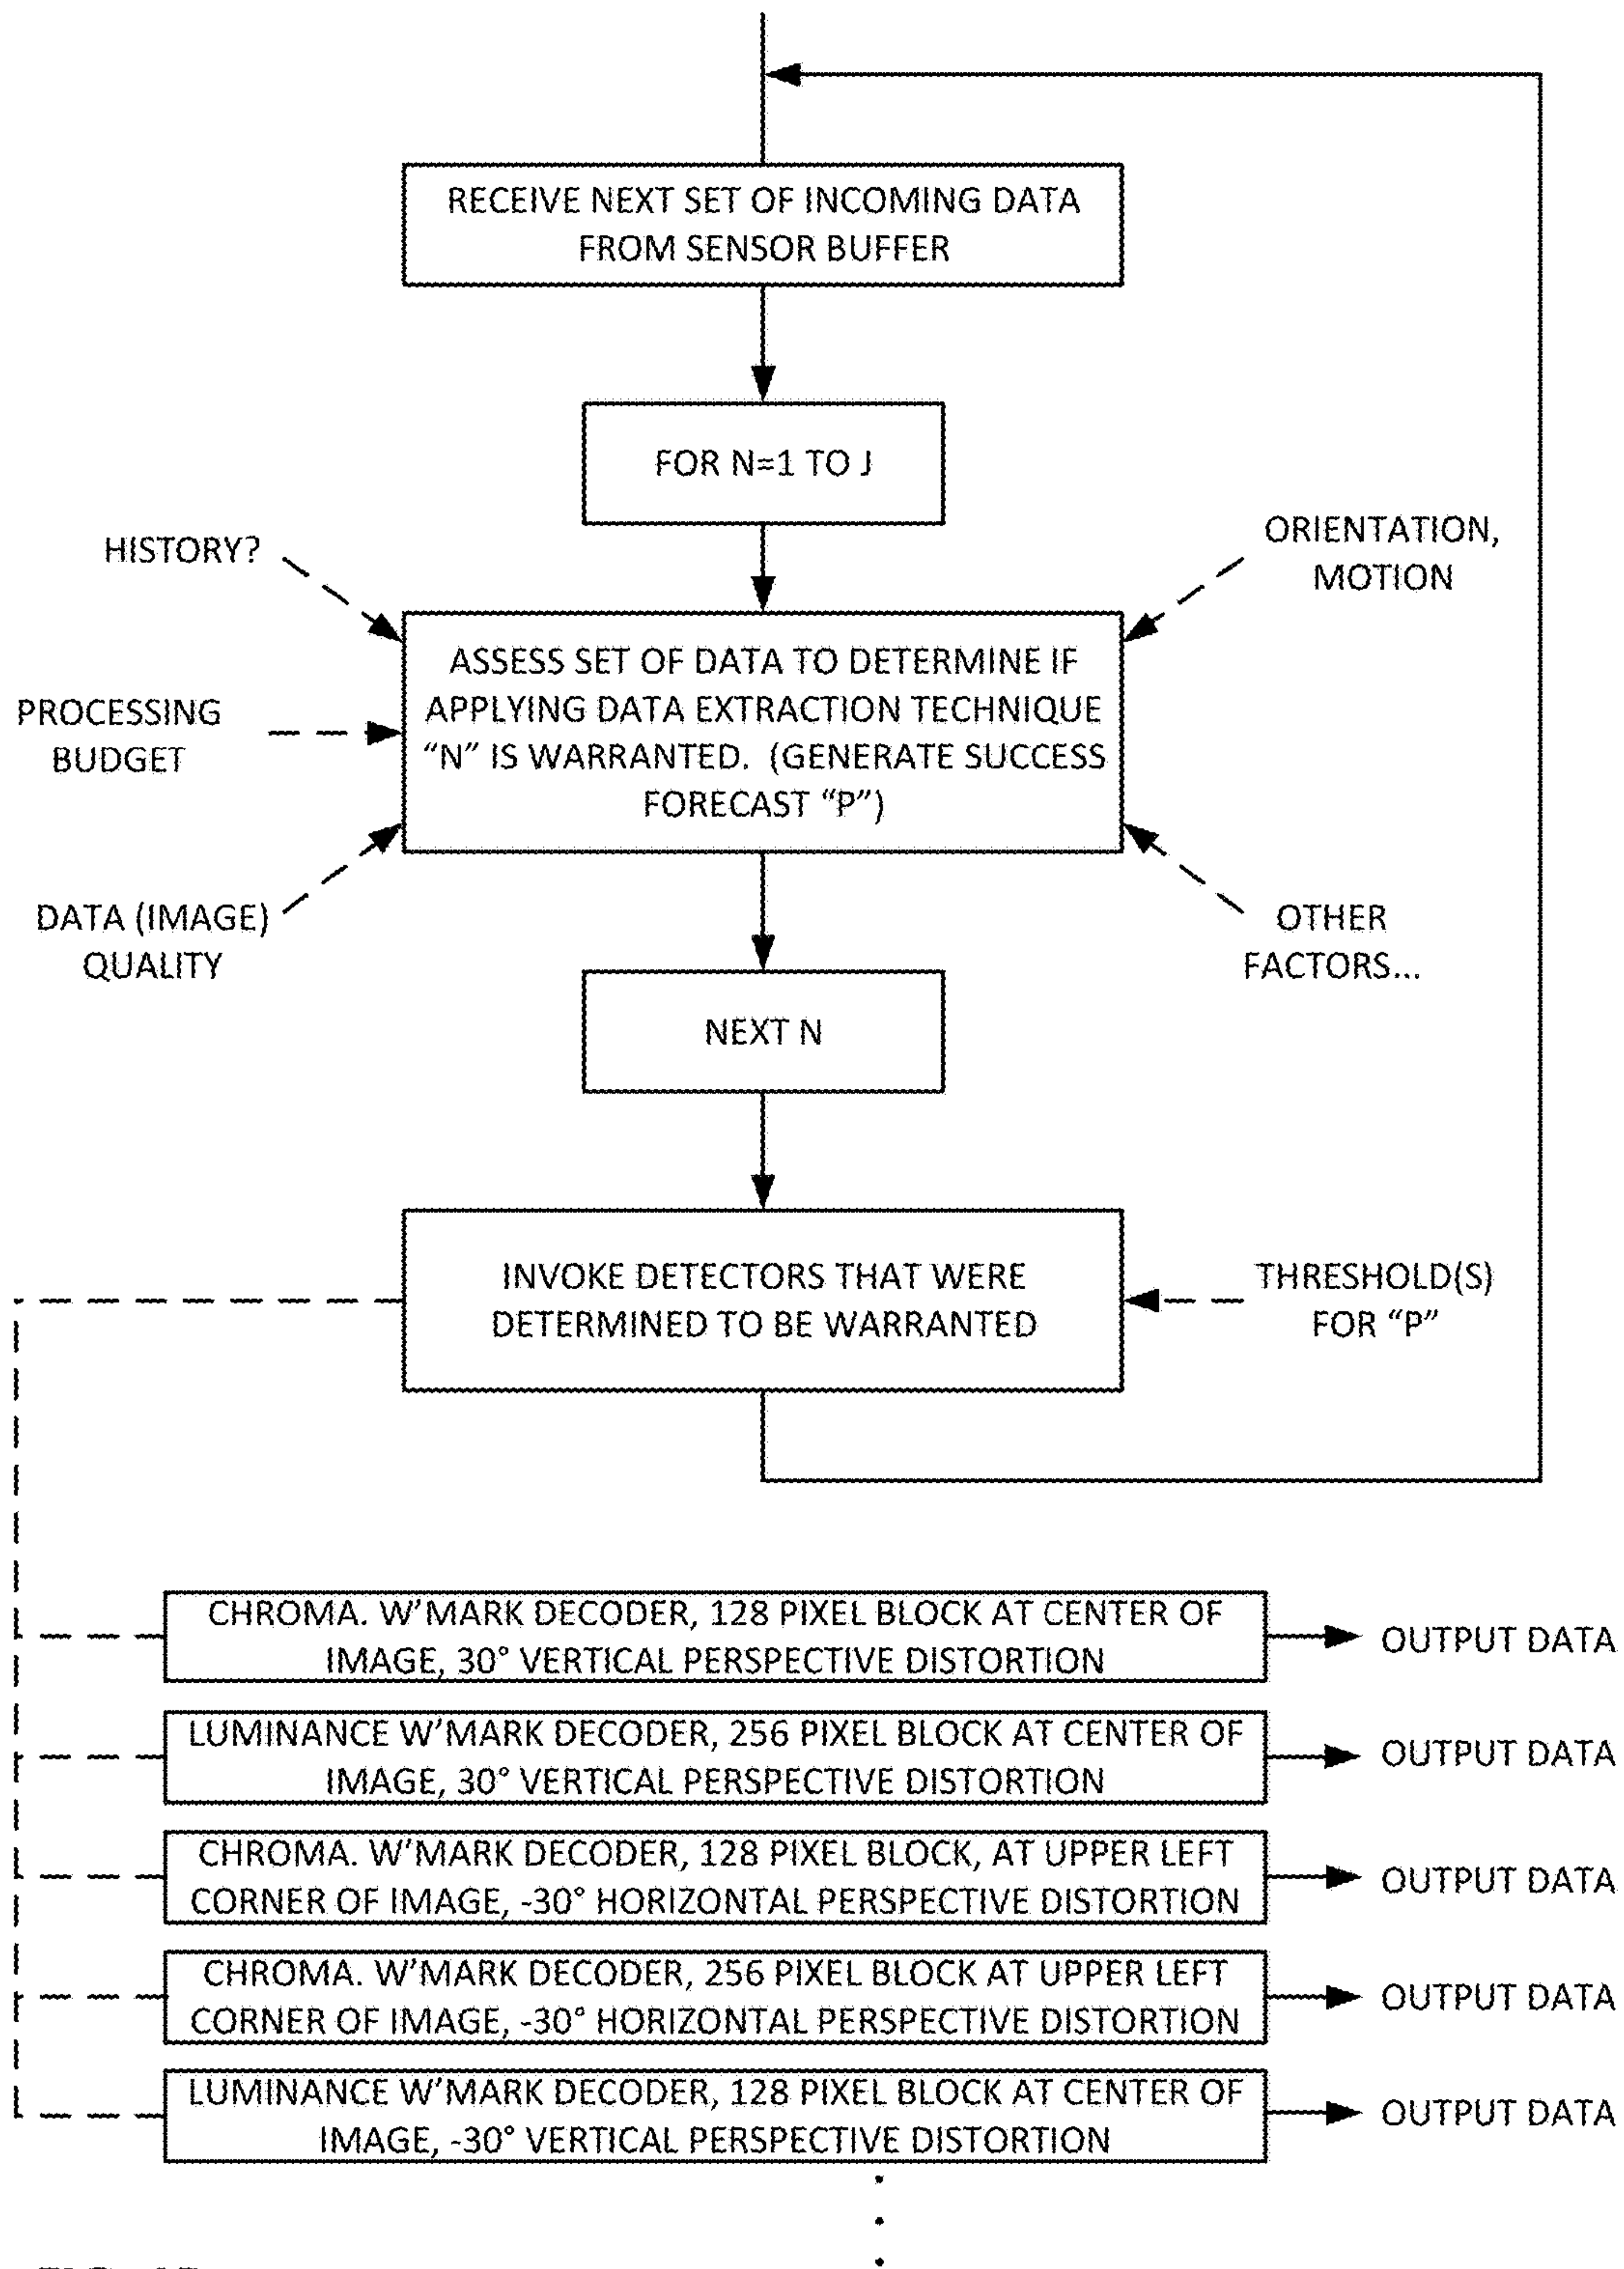 RECEIVE NEXT SET OF INCOMING DATA
FROM SENSOR BUFFER
FOR N=1 TO J
HISTORY?
ORIENTATION,
MOTION
PROCESSING
BUDGET
ASSESS SET OF DATA TO DETERMINE IF
APPLYING DATA EXTRACTION TECHNIQUE
“N” IS WARRANTED. (GENERATE SUCCESS
FORECAST “P”)
DATA (IMAGE)
QUALITY
OTHER
FACTORS...
NEXT N
INVOKE DETECTORS THAT WERE
DETERMINED TO BE WARRANTED
THRESHOLD(S)
FOR “P”
CHROMA. W’MARK DECODER, 128 PIXEL BLOCK AT CENTER OF
IMAGE, 30° VERTICAL PERSPECTIVE DISTORTION
OUTPUT DATA
LUMINANCE W’MARK DECODER, 256 PIXEL BLOCK AT CENTER OF
IMAGE, 30° VERTICAL PERSPECTIVE DISTORTION
OUTPUT DATA
CHROMA. W’MARK DECODER, 128 PIXEL BLOCK, AT UPPER LEFT
CORNER OF IMAGE, -30° HORIZONTAL PERSPECTIVE DISTORTION
OUTPUT DATA
CHROMA. W’MARK DECODER, 256 PIXEL BLOCK AT UPPER LEFT
CORNER OF IMAGE, -30° HORIZONTAL PERSPECTIVE DISTORTION
OUTPUT DATA
LUMINANCE W’MARK DECODER, 128 PIXEL BLOCK AT CENTER OF
IMAGE, -30° VERTICAL PERSPECTIVE DISTORTION
OUTPUT DATA